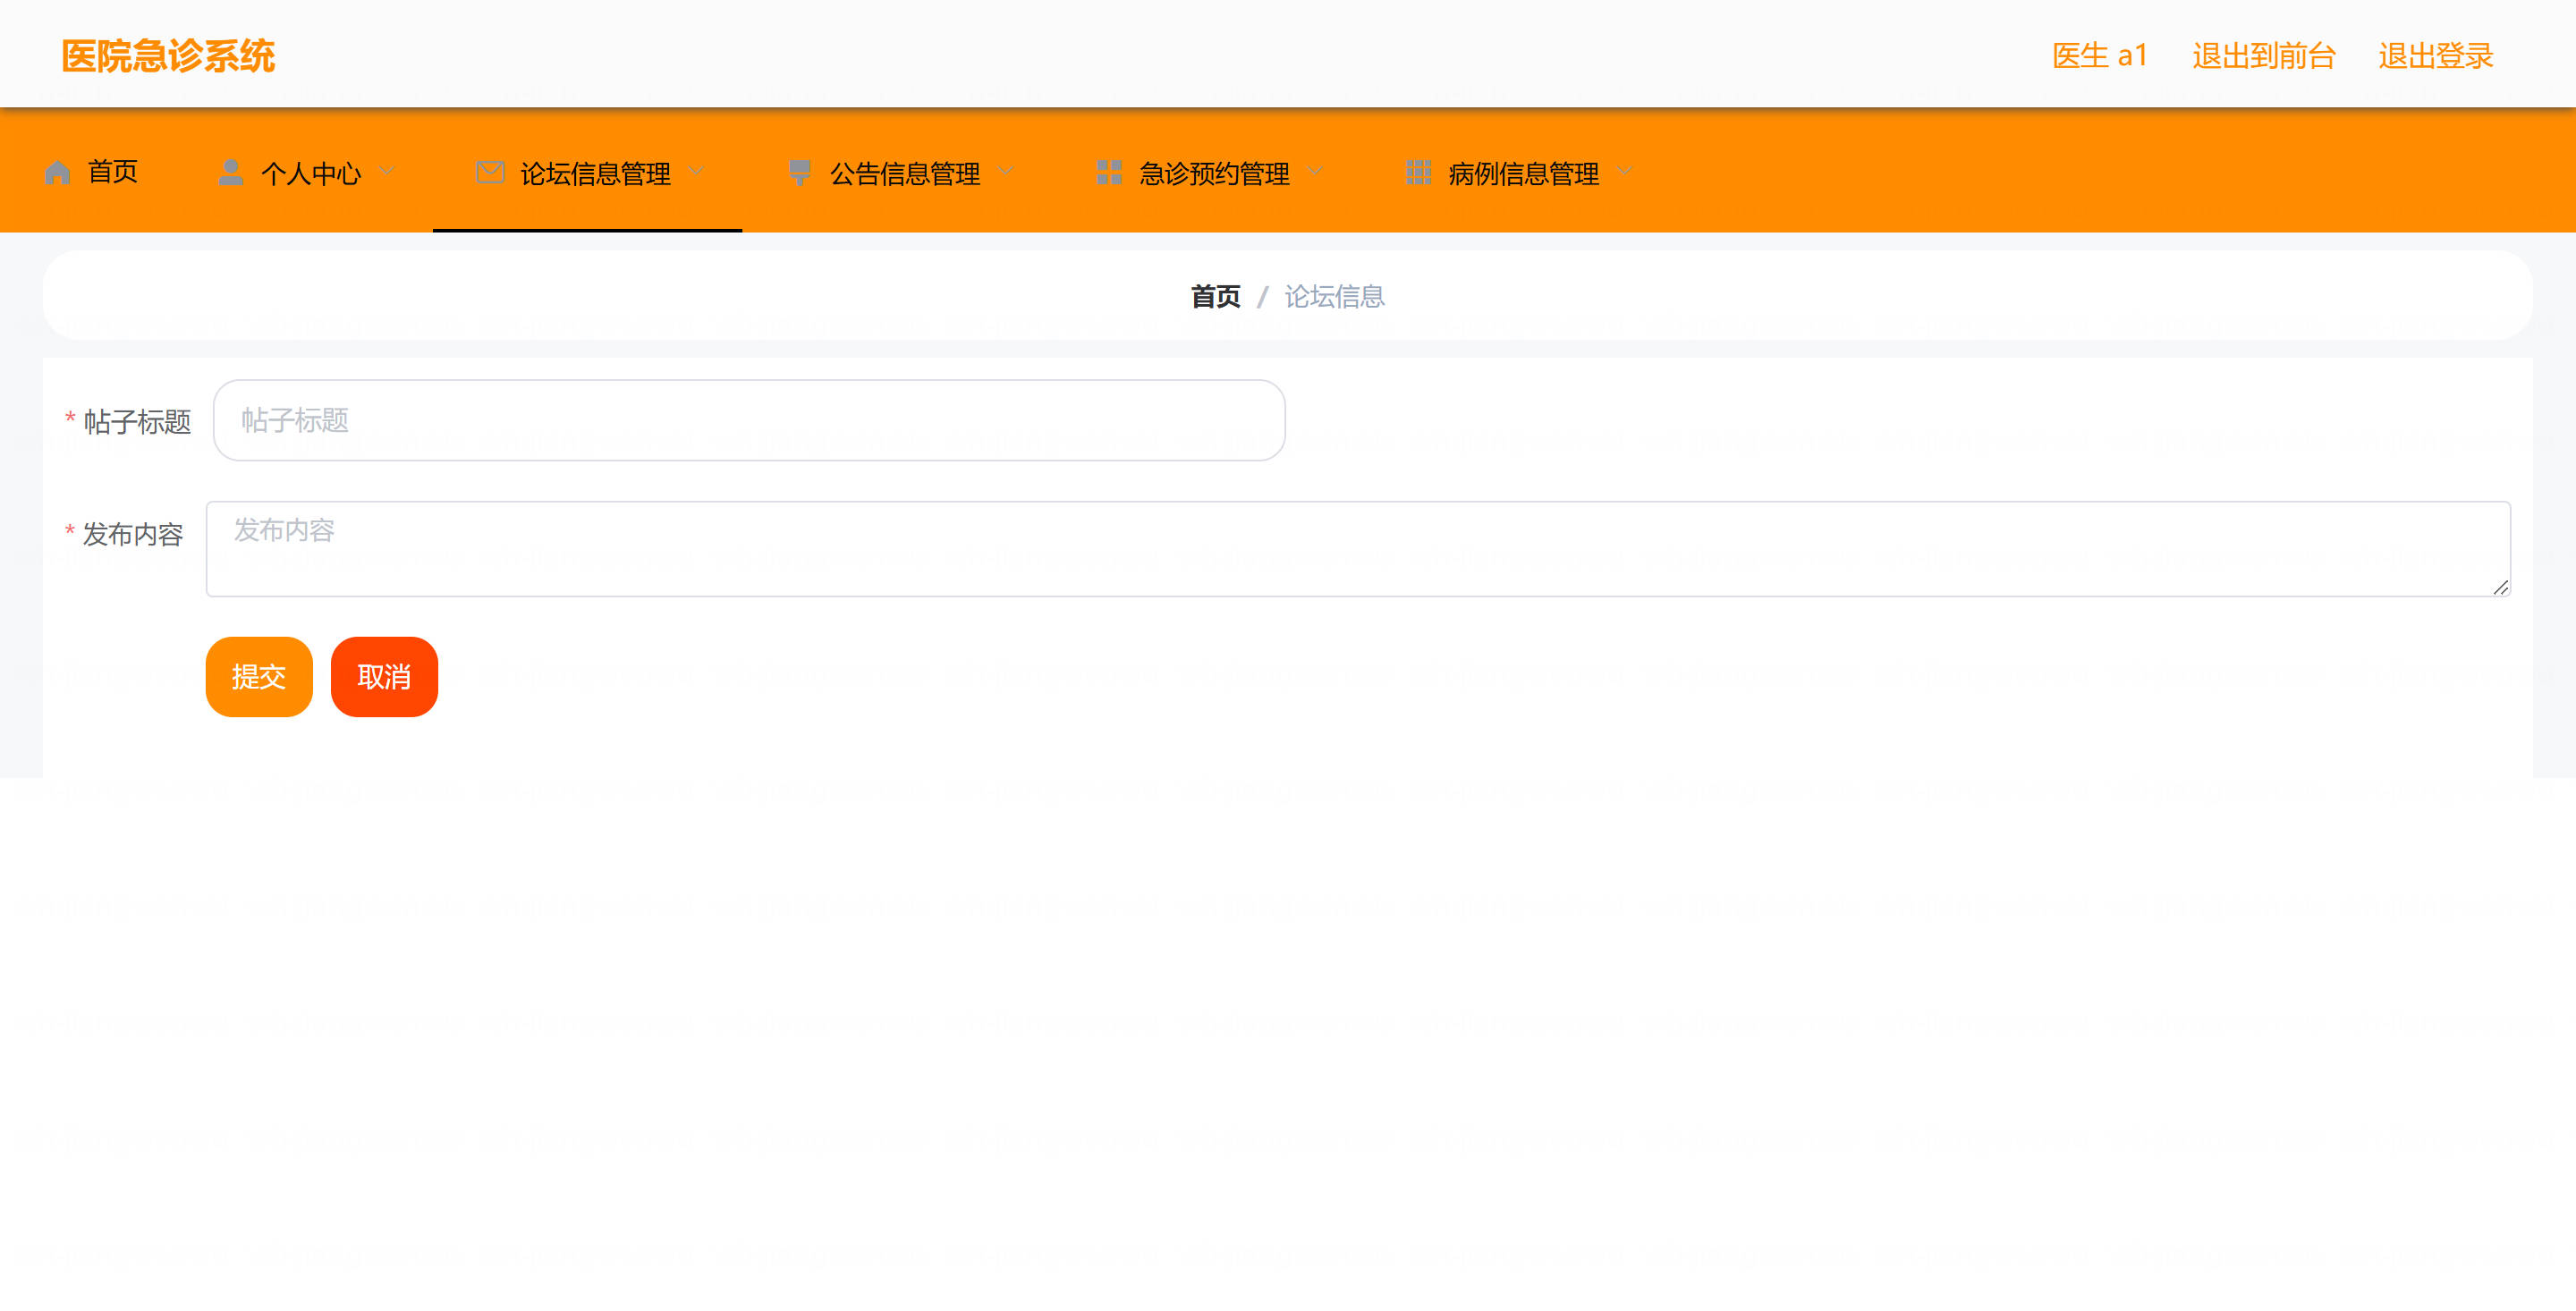 医院急诊系统 医生 a1 退出到前台 退出登录
首页 个人中心 论坛信息管理 公告信息管理 急诊预约管理 病例信息管理
首页 / 论坛信息
* 帖子标题 帖子标题
* 发布内容 发布内容
提交 取消